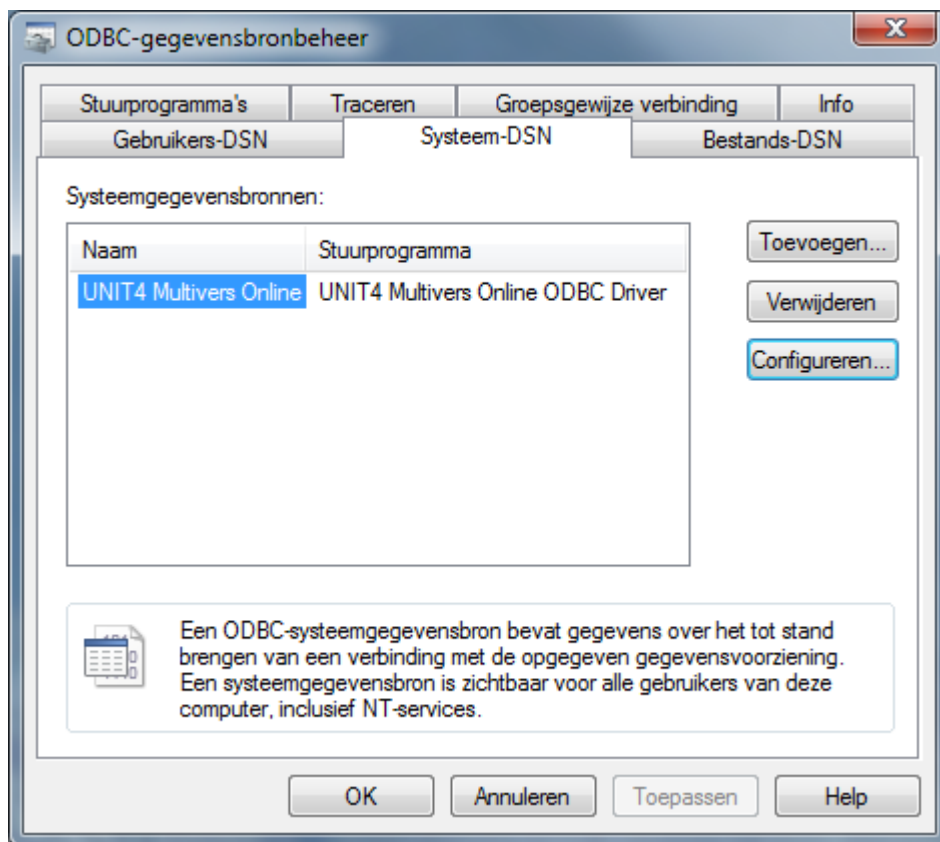 ODBC-gegevensbronbeheer
Stuurprogramma's Traceren Groepsgewijze verbinding Info
Gebruikers-DSN Systeem-DSN Bestands-DSN
Systeemgegevensbronnen:
Naam Stuurprogramma
UNIT4 Multivers Online UNIT4 Multivers Online ODBC Driver
Toevoegen...
Verwijderen
Configureren...
Een ODBC-systeemgegevensbron bevat gegevens over het tot stand
brengen van een verbinding met de opgegeven gegevensvoorziening.
Een systeemgegevensbron is zichtbaar voor alle gebruikers van deze
computer, inclusief NT-services.
OK Annuleren Toepassen Help